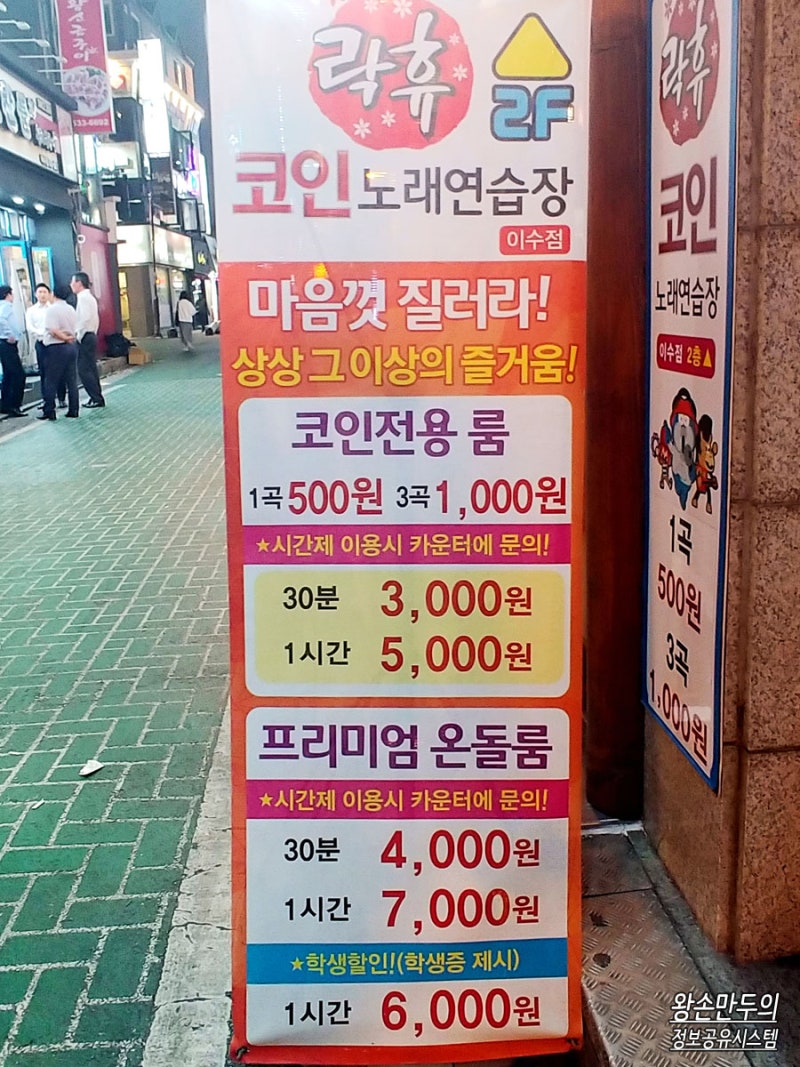 락휴
2F
코인 노래연습장
이수점
마음껏 질러라!
상상 그 이상의 즐거움!
코인전용 룸
1곡 500원 3곡 1,000원
★시간제 이용시 카운터에 문의!
30분 3,000원
1시간 5,000원
프리미엄 온돌룸
★시간제 이용시 카운터에 문의!
30분 4,000원
1시간 7,000원
★학생할인!(학생증 제시)
1시간 6,000원
락휴
코인
노래연습장
이수점 2층▲
1곡
500원
3곡
1,000원
왕손만두의
정보공유시스템